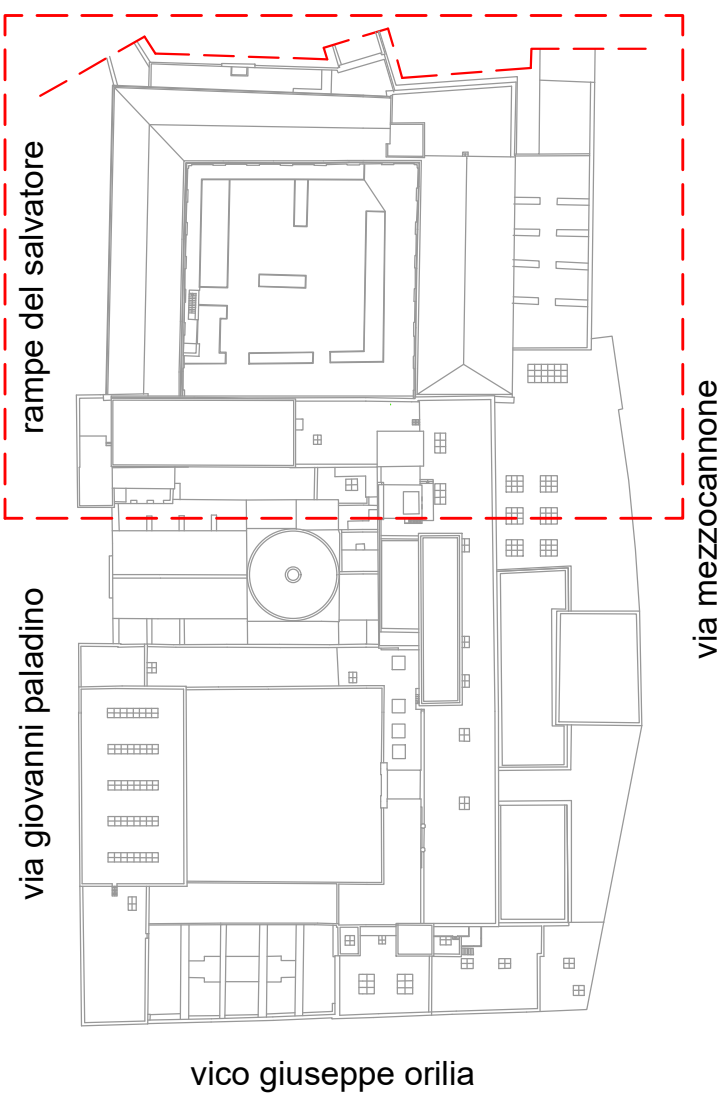 rampe del salvatore
via mezzocannone
via giovanni paladino
vico giuseppe orilia